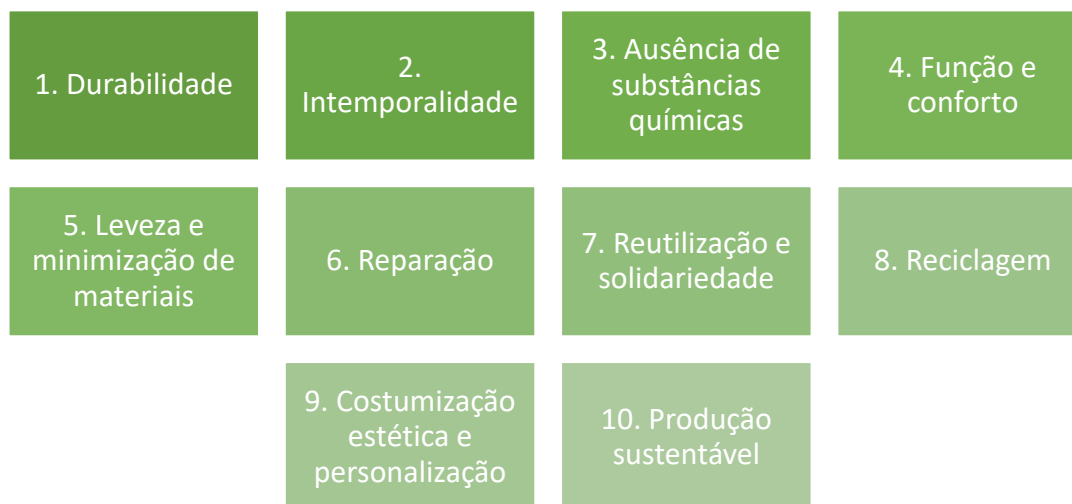 1. Durabilidade
2.
Intemporalidade
3. Ausência de
substâncias
químicas
4. Função e
conforto
5. Leveza e
minimização de
materiais
6. Reparação
7. Reutilização e
solidariedade
8. Reciclagem
9. Costumização
estética e
personalização
10. Produção
sustentável